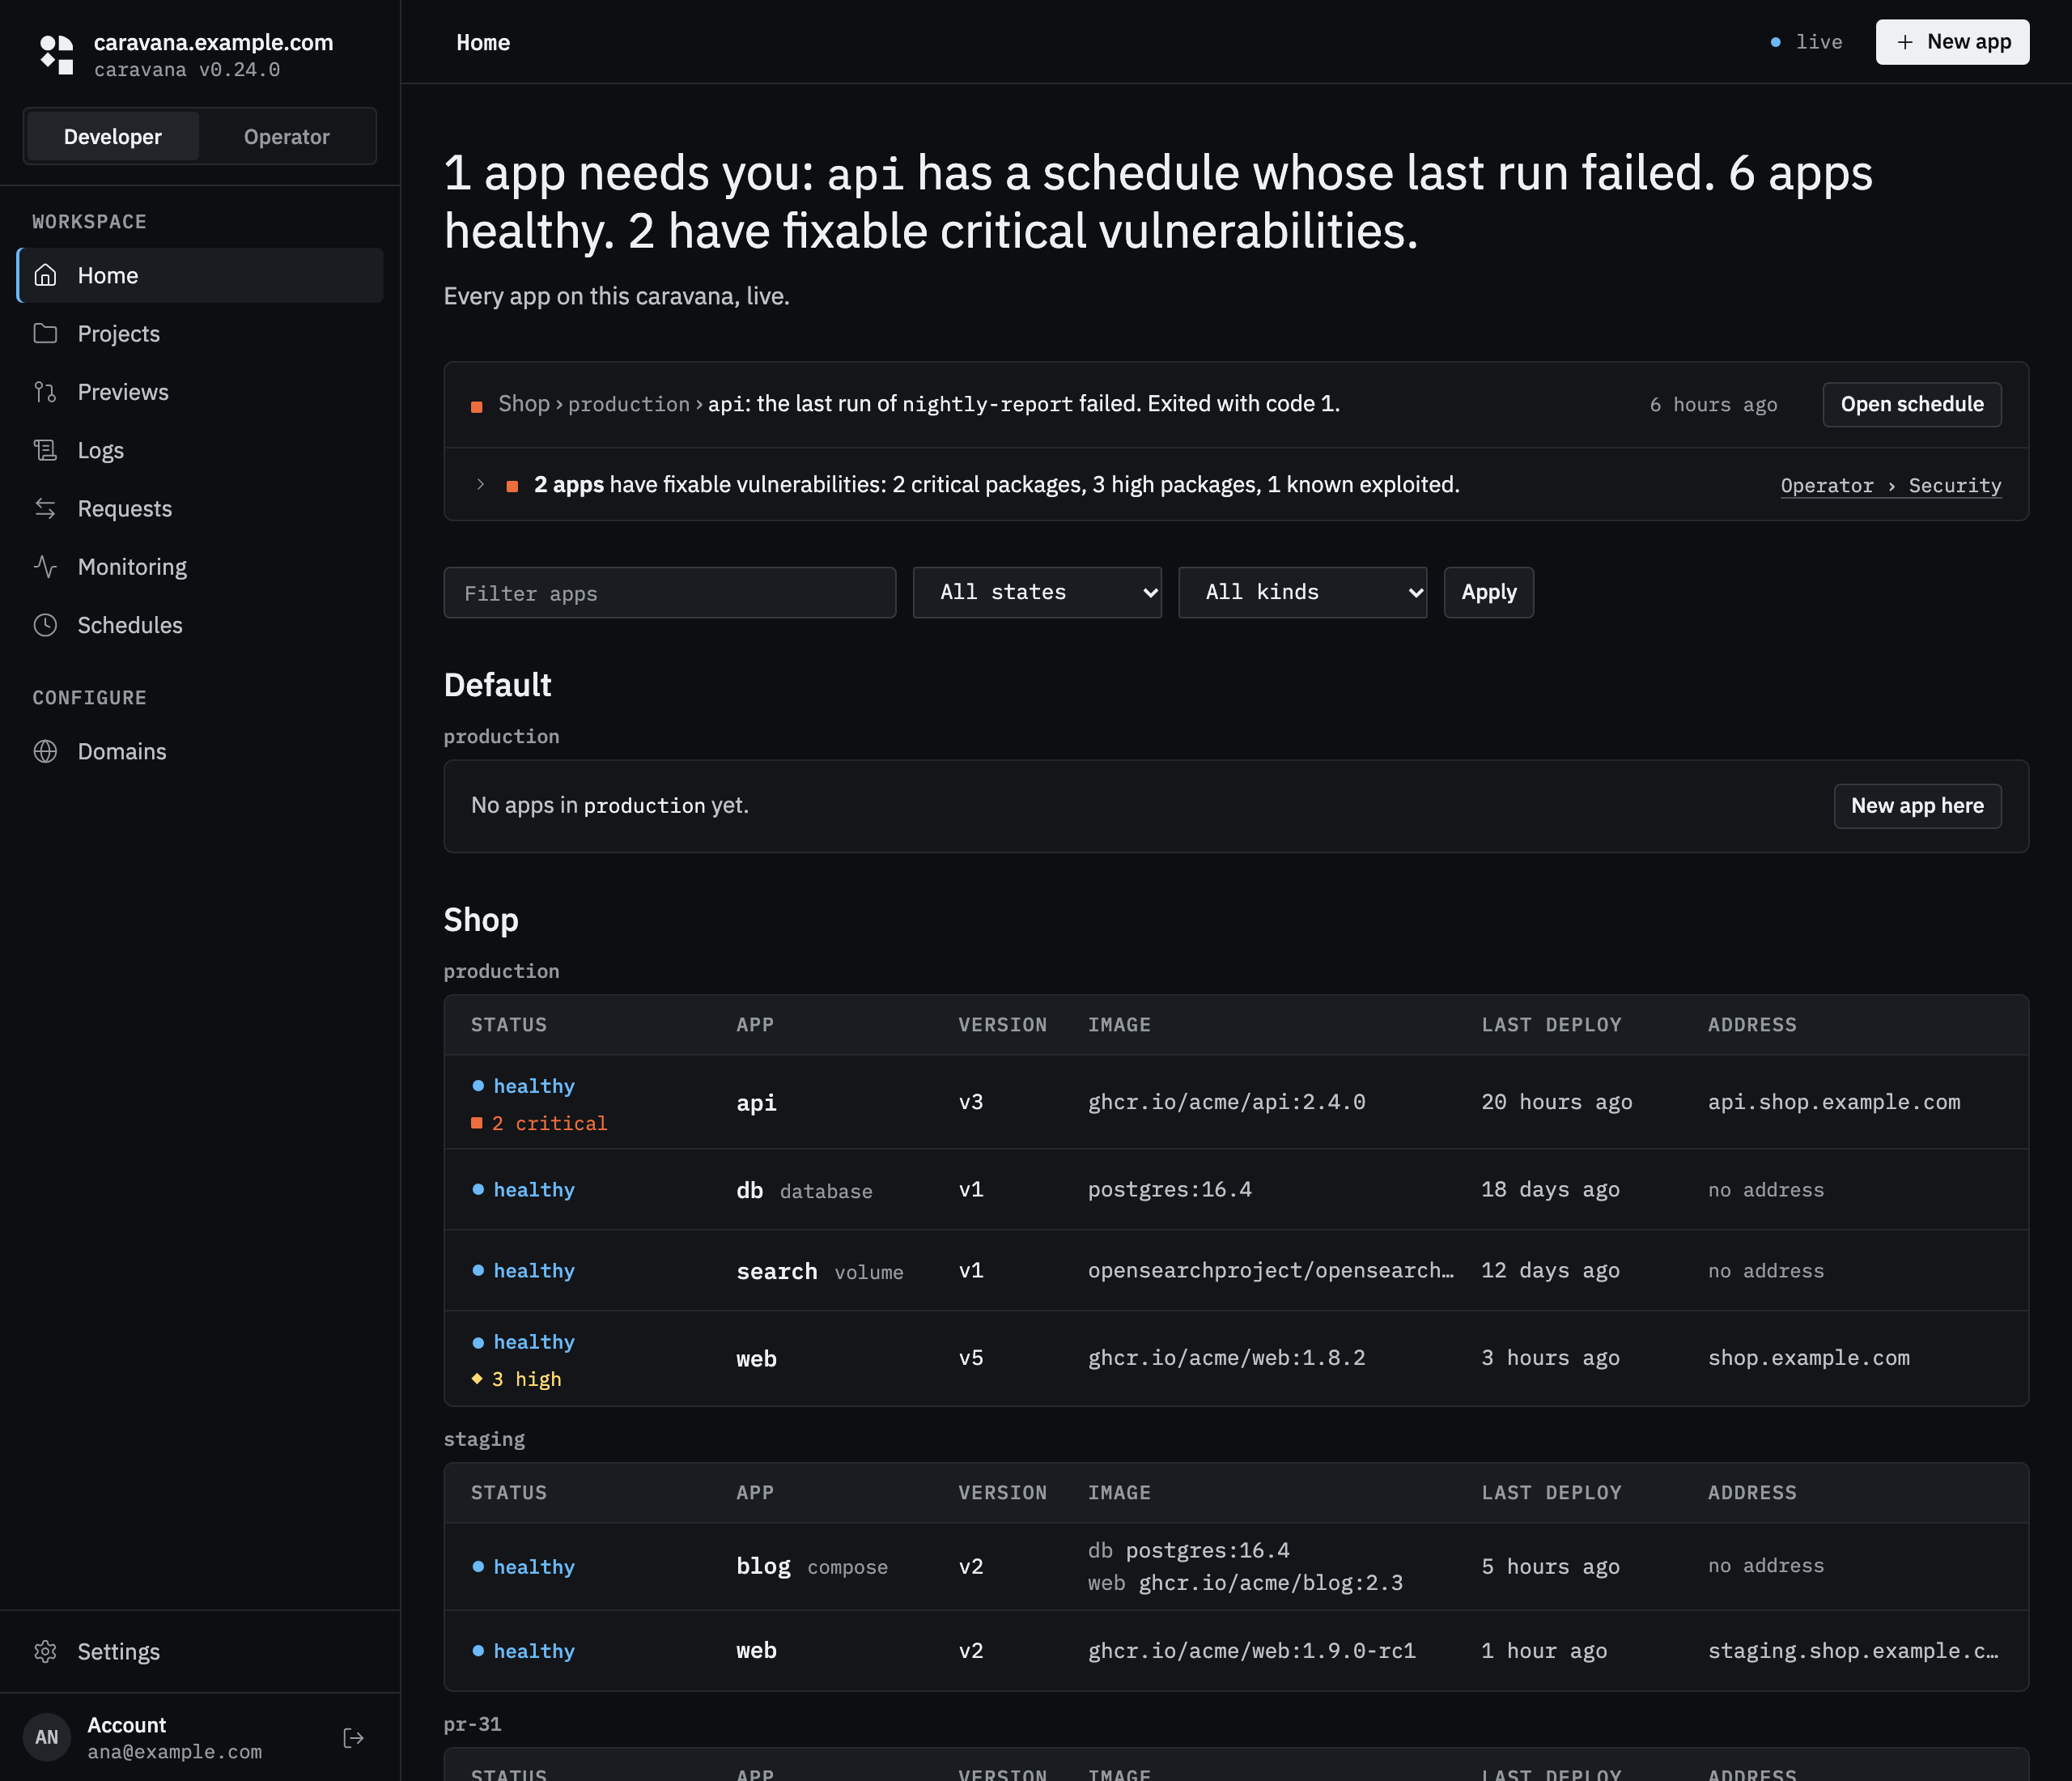 caravana.example.com
caravana v0.24.0
Developer
Operator
WORKSPACE
Home
Projects
Previews
Logs
Requests
Monitoring
Schedules
CONFIGURE
Domains
Settings
AN
Account
ana@example.com
Home
live
+ New app
1 app needs you: api has a schedule whose last run failed. 6 apps
healthy. 2 have fixable critical vulnerabilities.
Every app on this caravana, live.
Shop › production › api: the last run of nightly-report failed. Exited with code 1.
6 hours ago
Open schedule
2 apps have fixable vulnerabilities: 2 critical packages, 3 high packages, 1 known exploited.
Operator › Security
Filter apps
All states
All kinds
Apply
Default
production
No apps in production yet.
New app here
Shop
production
STATUS APP VERSION IMAGE LAST DEPLOY ADDRESS
healthy
2 critical
api v3 ghcr.io/acme/api:2.4.0 20 hours ago api.shop.example.com
healthy db database v1 postgres:16.4 18 days ago no address
healthy search volume v1 opensearchproject/opensearch… 12 days ago no address
healthy
3 high
web v5 ghcr.io/acme/web:1.8.2 3 hours ago shop.example.com
staging
STATUS APP VERSION IMAGE LAST DEPLOY ADDRESS
healthy blog compose v2
db postgres:16.4
web ghcr.io/acme/blog:2.3
5 hours ago no address
healthy web v2 ghcr.io/acme/web:1.9.0-rc1 1 hour ago staging.shop.example.c…
pr-31
STATUS APP VERSION IMAGE LAST DEPLOY ADDRESS